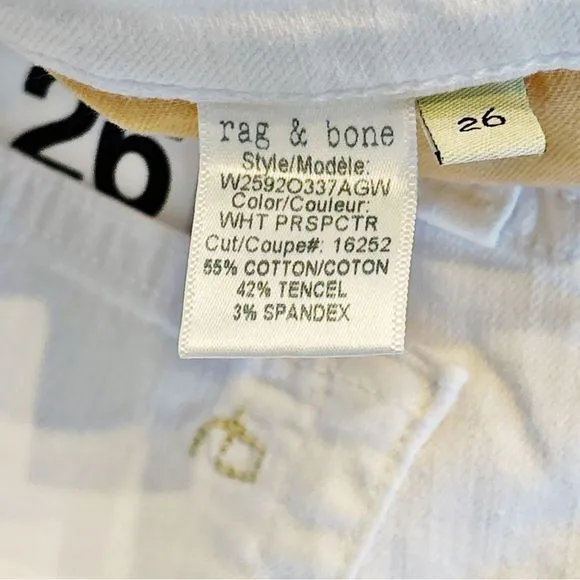 26
rag & bone
Style/Modèle:
W2592O337AGW
Color/Couleur:
WHT PRSPCTR
Cut/Coupe#: 16252
55% COTTON/COTON
42% TENCEL
3% SPANDEX
26